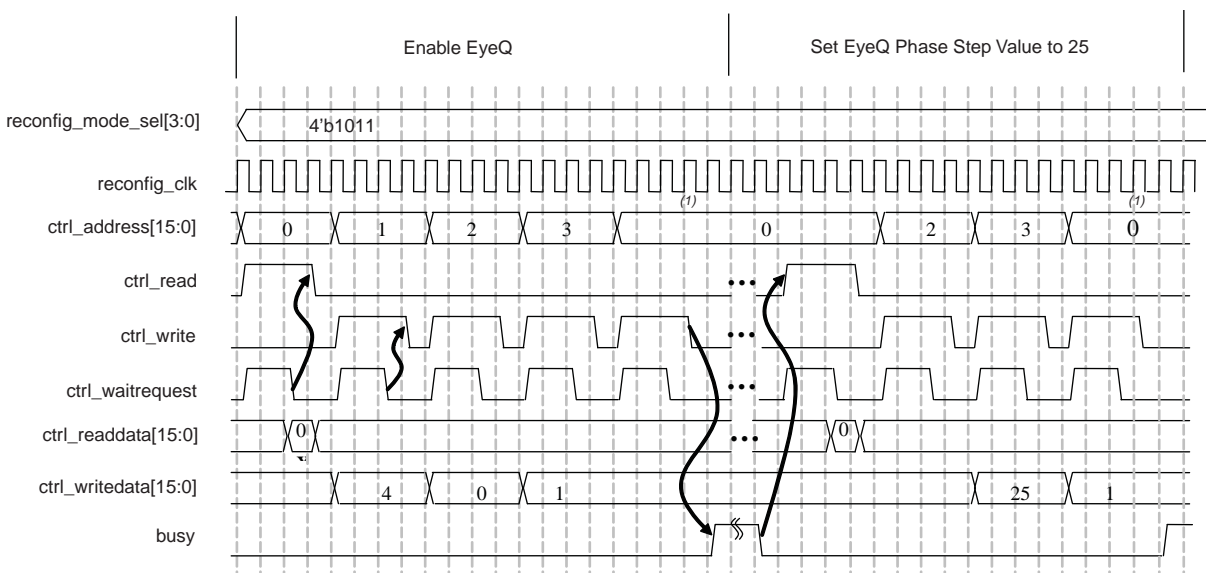 Enable EyeQ Set EyeQ Phase Step Value to 25
reconfig_mode_sel[3:0] 4'b1011
reconfig_clk
(1) (1)
ctrl_address[15:0] 0 1 2 3 0 2 3 0
ctrl_read ...
ctrl_write ...
ctrl_waitrequest ...
ctrl_readdata[15:0] 0 ... 0
ctrl_writedata[15:0] 4 0 1 25 1
busy